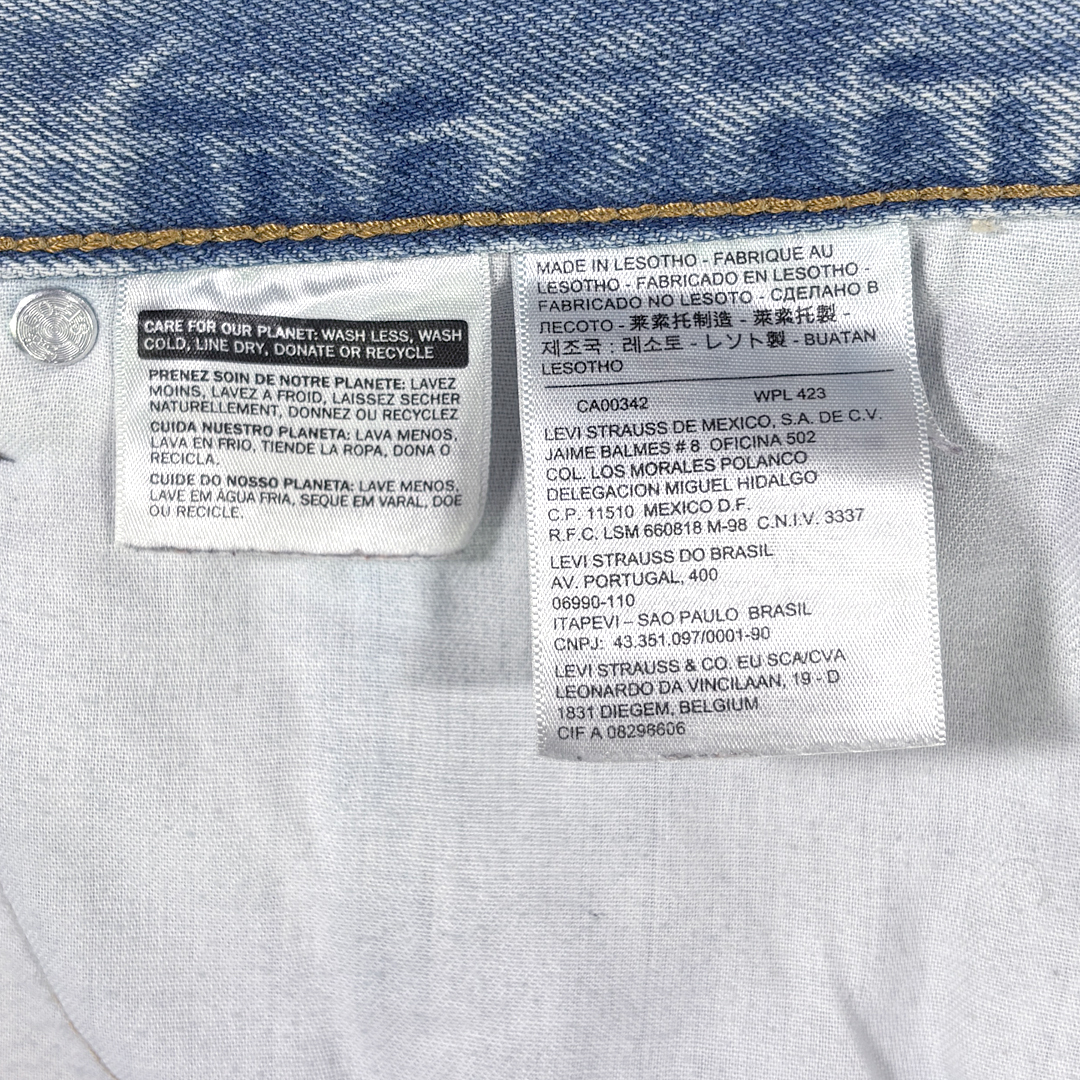 CARE FOR OUR PLANET: WASH LESS, WASH
COLD, LINE DRY, DONATE OR RECYCLE
PRENEZ SOIN DE NOTRE PLANETE: LAVEZ
MOINS, LAVEZ A FROID, LAISSEZ SECHER
NATURELLEMENT, DONNEZ OU RECYCLEZ
CUIDA NUESTRO PLANETA: LAVA MENOS,
LAVA EN FRIO, TIENDE LA ROPA, DONA O
RECICLA.
CUIDE DO NOSSO PLANETA: LAVE MENOS,
LAVE EM ÀGUA FRIA, SEQUE EM VARAL, DOE
OU RECICLE.
MADE IN LESOTHO - FABRIQUE AU
LESOTHO - FABRICADO EN LESOTHO -
FABRICADO NO LESOTO - СДЕЛАНО В
ЛЕСОТО - 莱索托制造 - 萊索托製 -
제조국 : 레소토 - レソト製 - BUATAN
LESOTHO
CA00342 WPL 423
LEVI STRAUSS DE MEXICO, S.A. DE C.V.
JAIME BALMES # 8 OFICINA 502
COL. LOS MORALES POLANCO
DELEGACION MIGUEL HIDALGO
C.P. 11510 MEXICO D.F.
R.F.C. LSM 660818 M-98 C.N.I.V. 3337
LEVI STRAUSS DO BRASIL
AV. PORTUGAL, 400
06990-110
ITAPEVI – SAO PAULO BRASIL
CNPJ: 43.351.097/0001-90
LEVI STRAUSS & CO. EU SCA/CVA
LEONARDO DA VINCILAAN, 19 - D
1831 DIEGEM, BELGIUM
CIF A 08298606